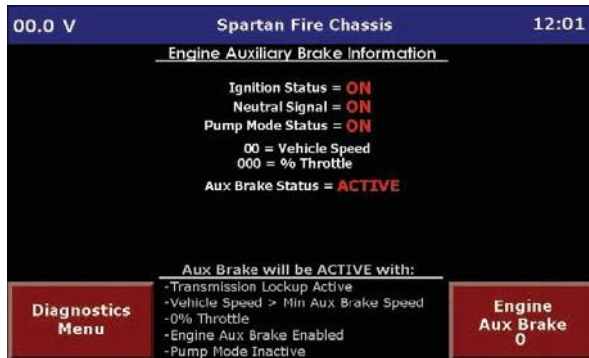 00.0 V
Spartan Fire Chassis
12:01
Engine Auxiliary Brake Information
Ignition Status = ON
Neutral Signal = ON
Pump Mode Status = ON
00 = Vehicle Speed
000 = % Throttle
Aux Brake Status = ACTIVE
Aux Brake will be ACTIVE with:
-Transmission Lockup Active
-Vehicle Speed > Min Aux Brake Speed
-0% Throttle
-Engine Aux Brake Enabled
-Pump Mode Inactive
Diagnostics
Menu
Engine
Aux Brake
0